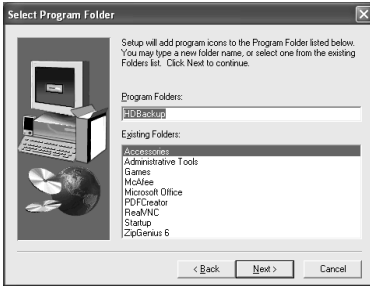 Select Program Folder
Setup will add program icons to the Program Folder listed below.
You may type a new folder name, or select one from the existing
Folders list. Click Next to continue.
Program Folders:
HDBackup
Existing Folders:
Accessories
Administrative Tools
Games
McAfee
Microsoft Office
PDFCreator
RealVNC
Startup
ZipGenius 6
< Back
Next >
Cancel